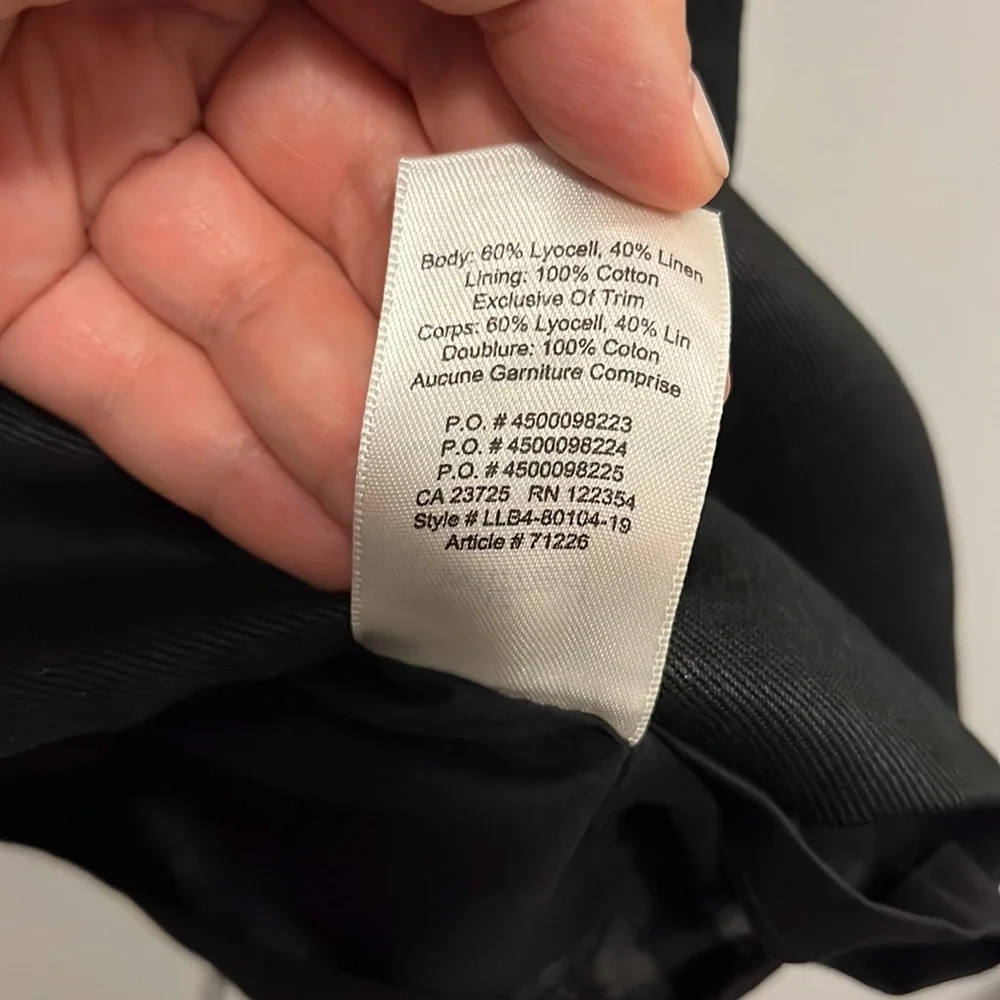 Body: 60% Lyocell, 40% Linen
Lining: 100% Cotton
Exclusive Of Trim
Corps: 60% Lyocell, 40% Lin
Doublure: 100% Coton
Aucune Garniture Comprise
P.O. # 4500098223
P.O. # 4500098224
P.O. # 4500098225
CA 23725 RN 122354
Style # LLB4-80104-19
Article # 71226